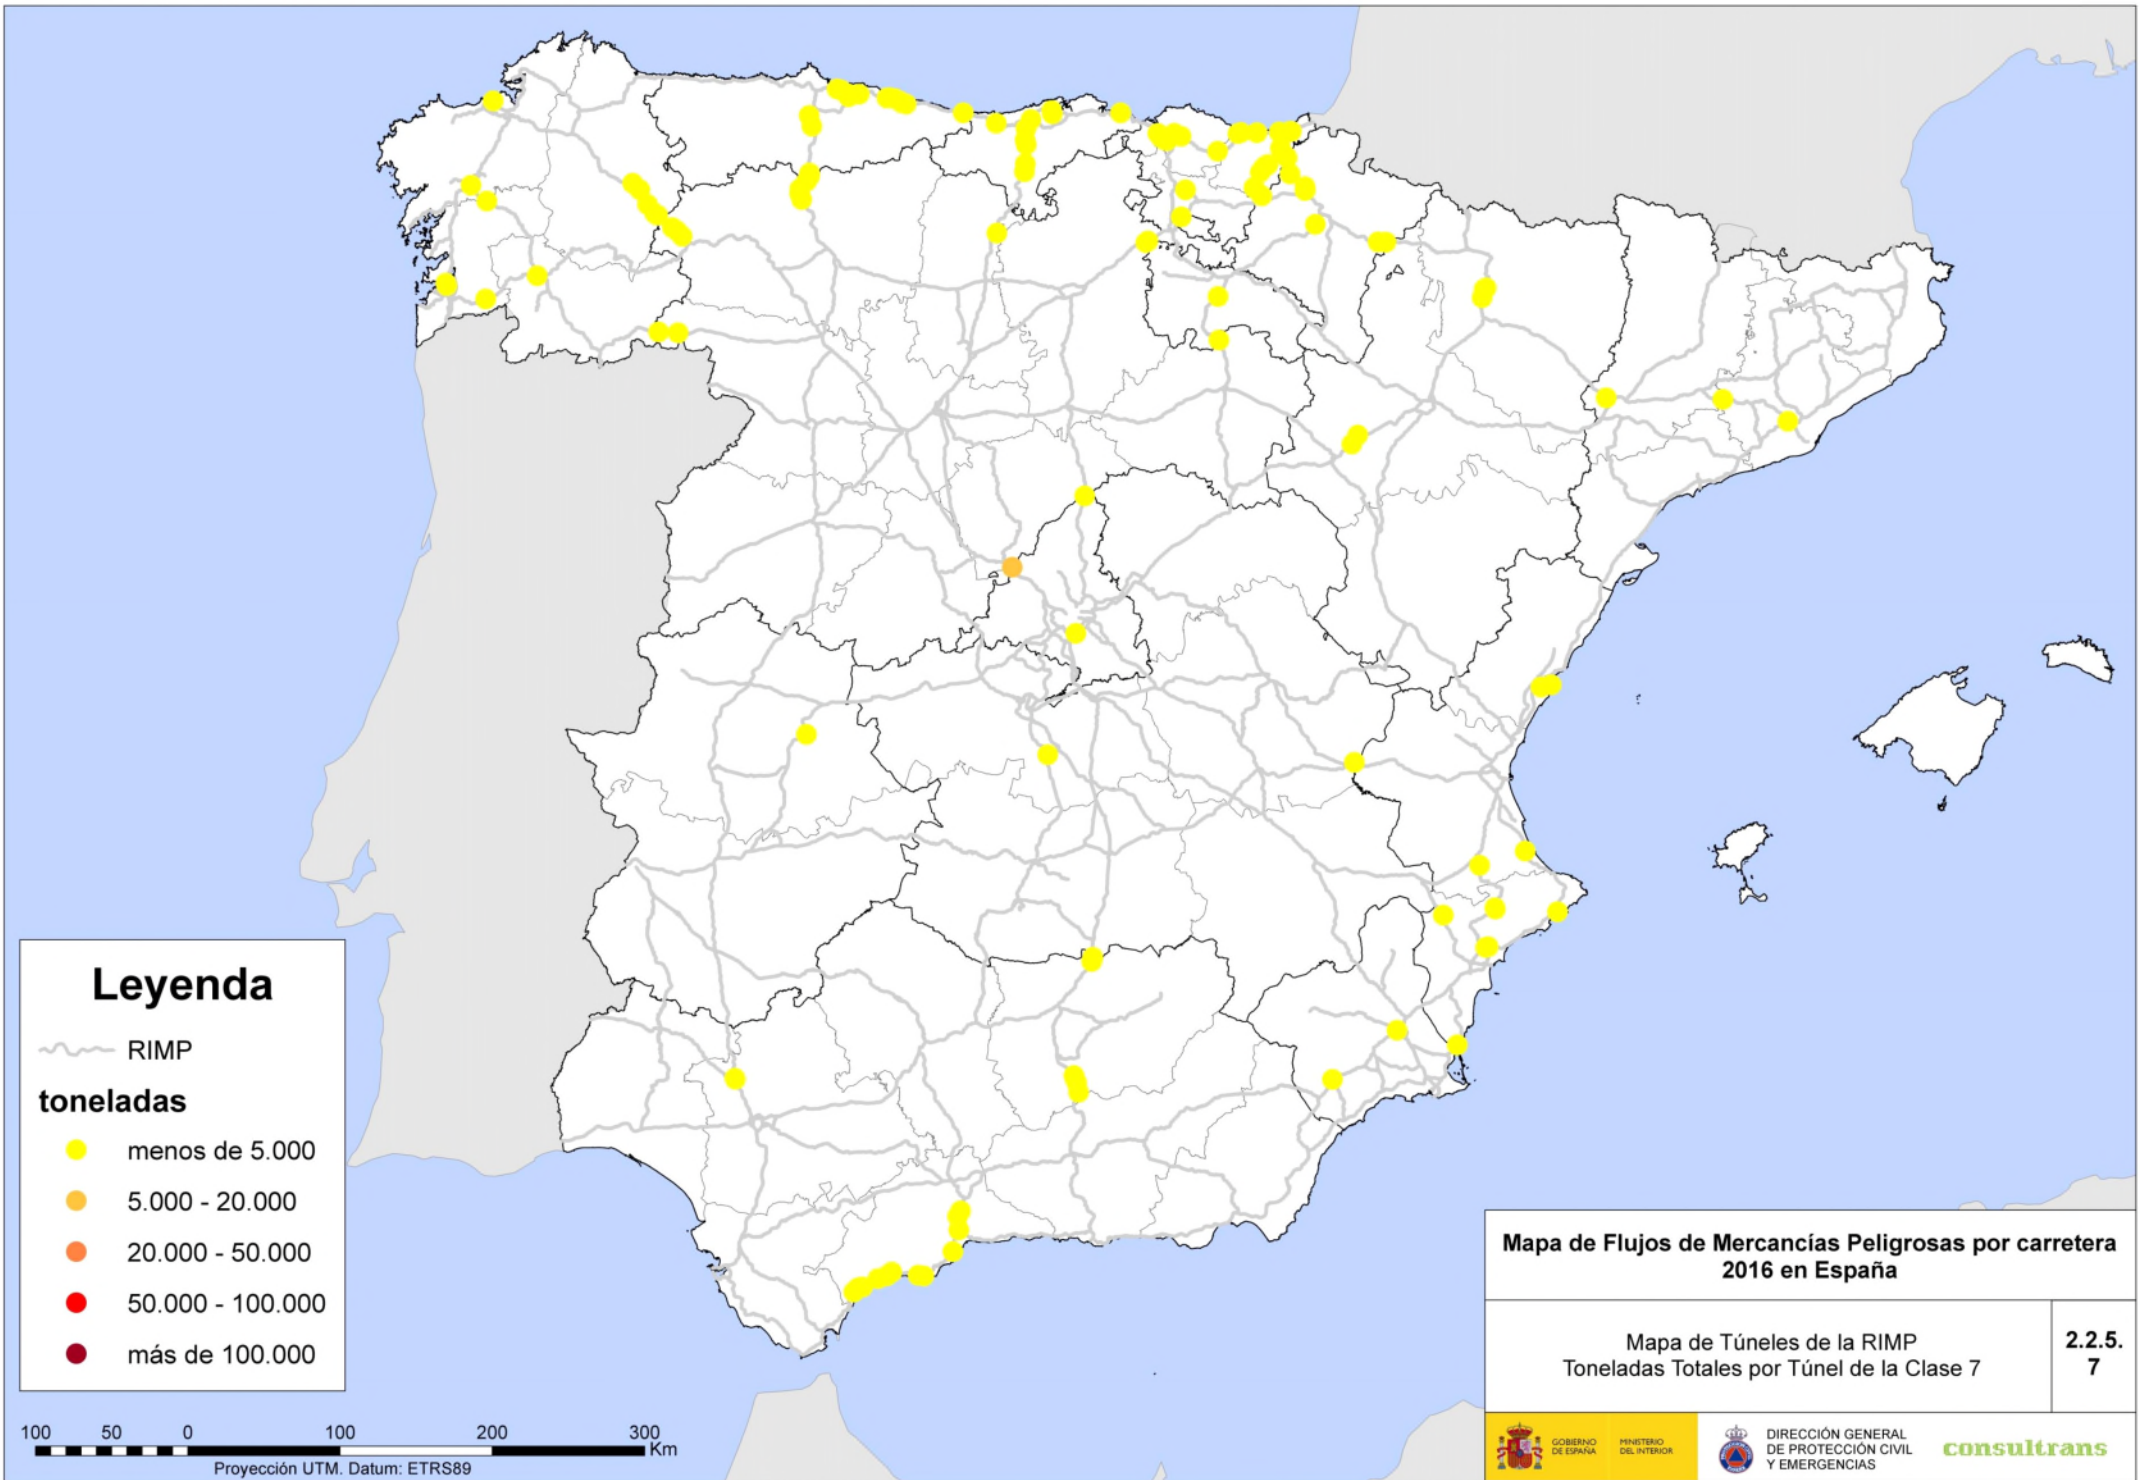 Leyenda
RIMP
toneladas
menos de 5.000
5.000 - 20.000
20.000 - 50.000
50.000 - 100.000
más de 100.000
100 50 0 100 200 300
Km
Proyección UTM. Datum: ETRS89
Mapa de Flujos de Mercancías Peligrosas por carretera
2016 en España
Mapa de Túneles de la RIMP
Toneladas Totales por Túnel de la Clase 7
2.2.5.
7
GOBIERNO
DE ESPAÑA
MINISTERIO
DEL INTERIOR
DIRECCIÓN GENERAL
DE PROTECCIÓN CIVIL
Y EMERGENCIAS
consultrans